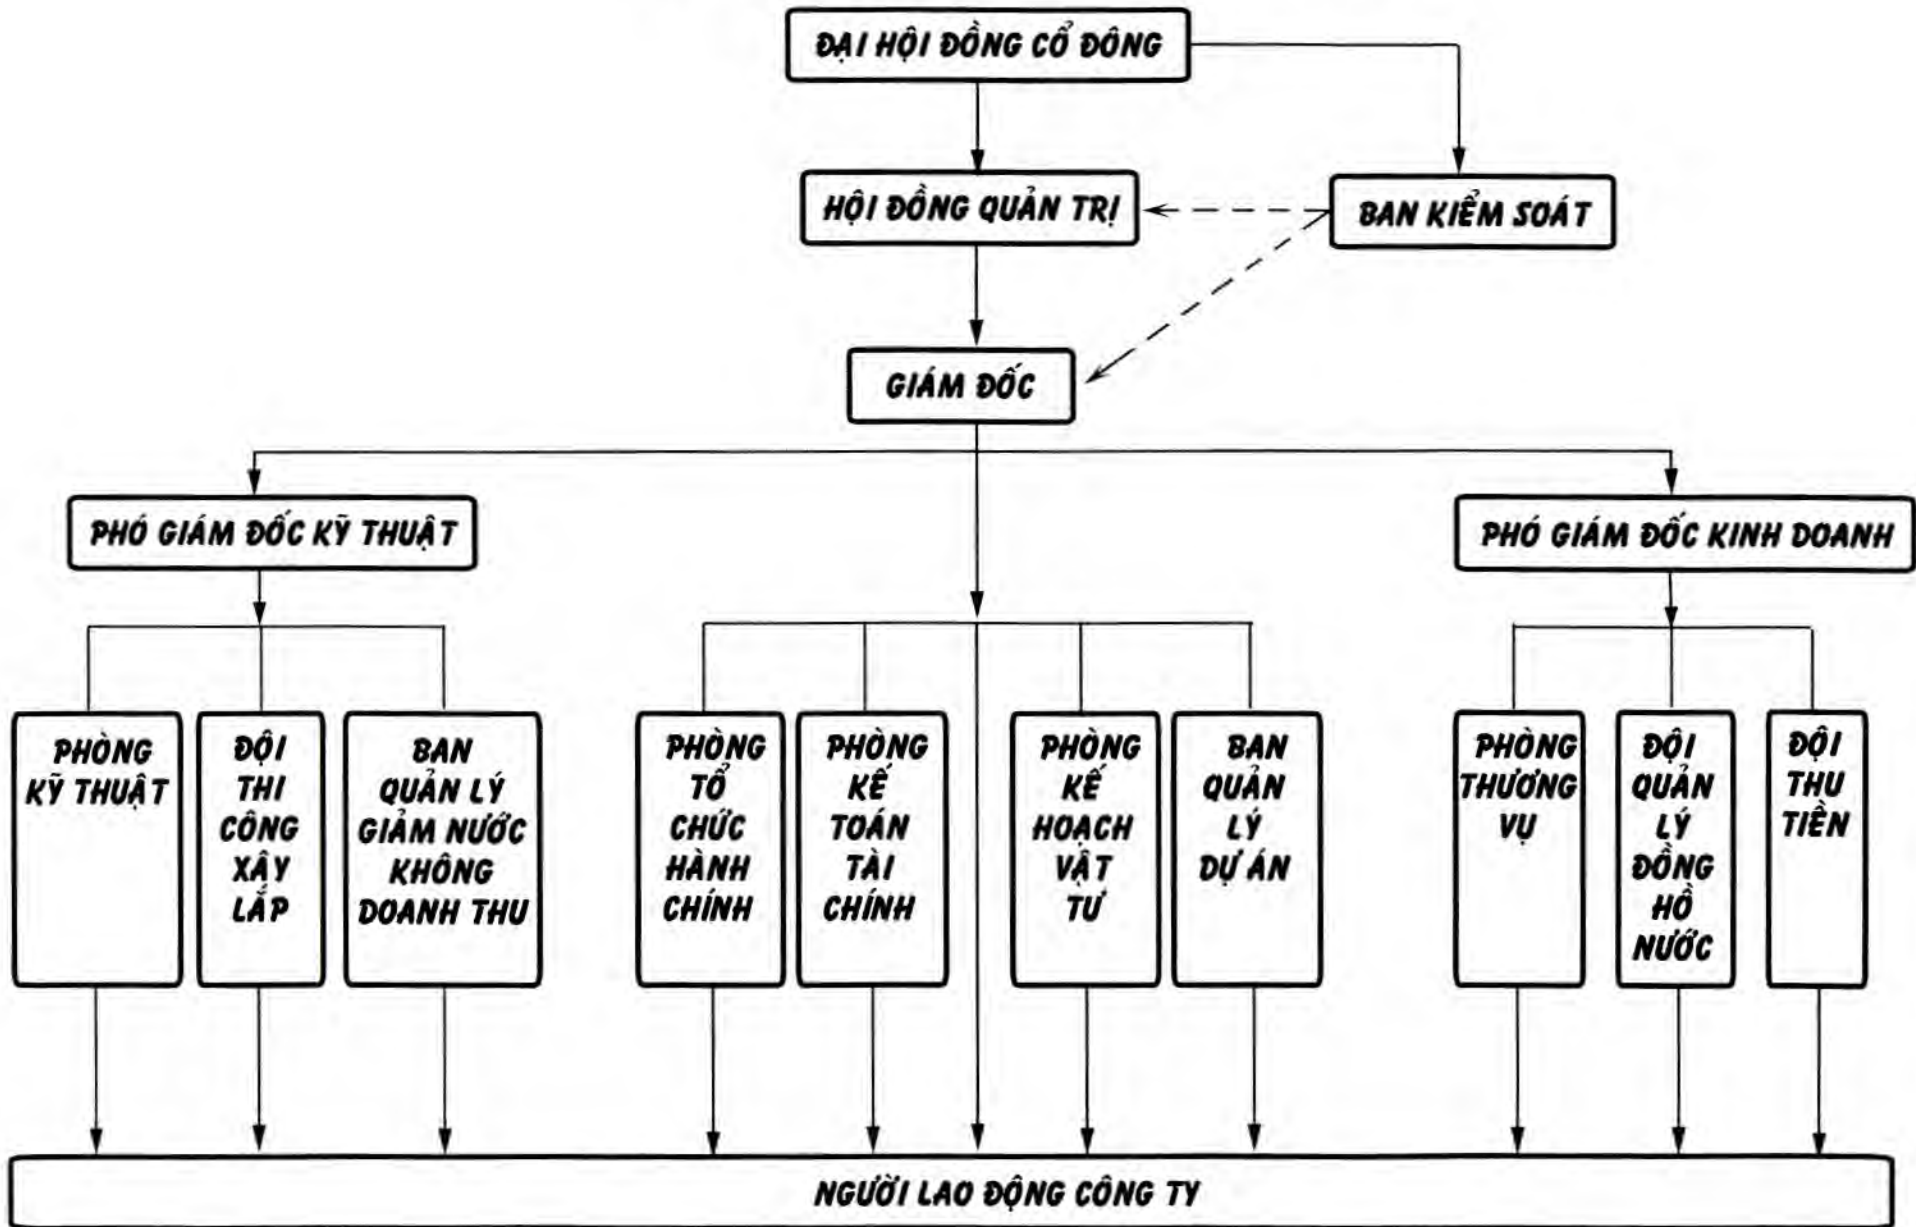 ĐẠI HỘI ĐỒNG CỔ ĐÔNG
HỘI ĐỒNG QUẢN TRỊ
BAN KIỂM SOÁT
GIÁM ĐỐC
PHÓ GIÁM ĐỐC KỸ THUẬT
PHÓ GIÁM ĐỐC KINH DOANH
PHÒNG
KỸ THUẬT
ĐỘI
THI
CÔNG
XÂY
LẮP
BAN
QUẢN LÝ
GIẢM NƯỚC
KHÔNG
DOANH THU
PHÒNG
TỔ
CHỨC
HÀNH
CHÍNH
PHÒNG
KẾ
TOÁN
TÀI
CHÍNH
PHÒNG
KẾ
HOẠCH
VẬT
TƯ
BAN
QUẢN
LÝ
DỰ ÁN
PHÒNG
THƯƠNG
VỤ
ĐỘI
QUẢN
LÝ
ĐỒNG
HỒ
NƯỚC
ĐỘI
THU
TIỀN
NGƯỜI LAO ĐỘNG CÔNG TY